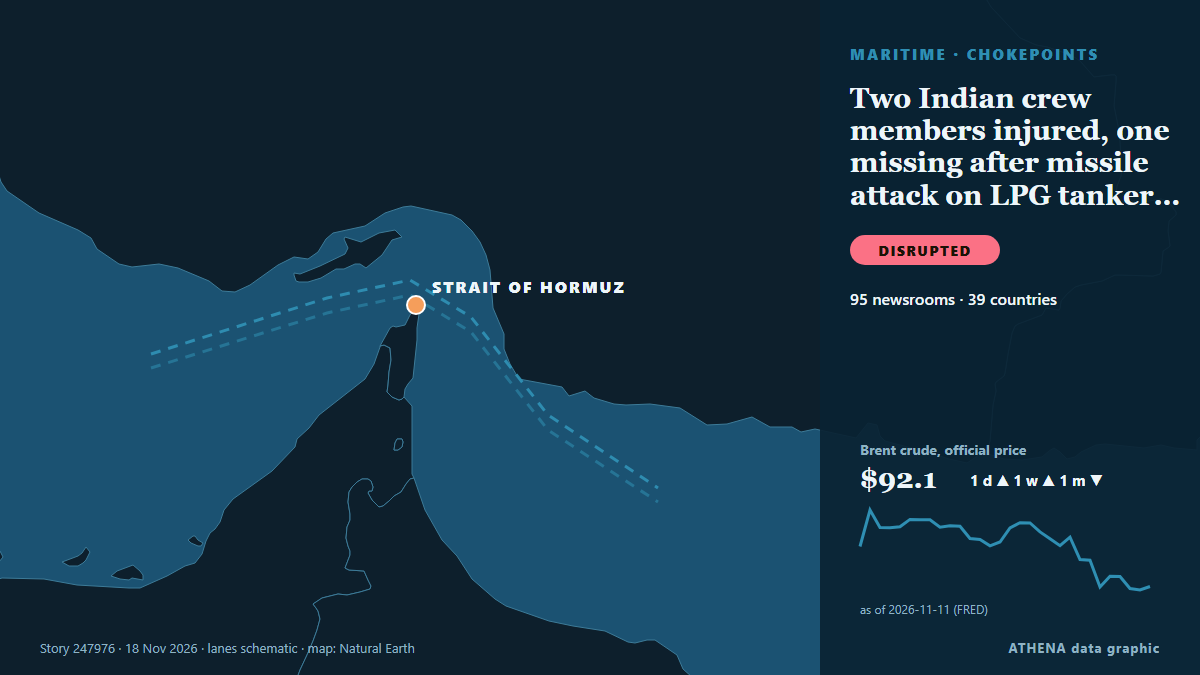 MARITIME · CHOKEPOINTS
Two Indian crew
members injured, one
missing after missile
attack on LPG tanker...
DISRUPTED
95 newsrooms · 39 countries
STRAIT OF HORMUZ
Brent crude, official price
$92.1 1 d ▲ 1 w ▲ 1 m ▼
as of 2026-11-11 (FRED)
Story 247976 · 18 Nov 2026 · lanes schematic · map: Natural Earth
ATHENA data graphic